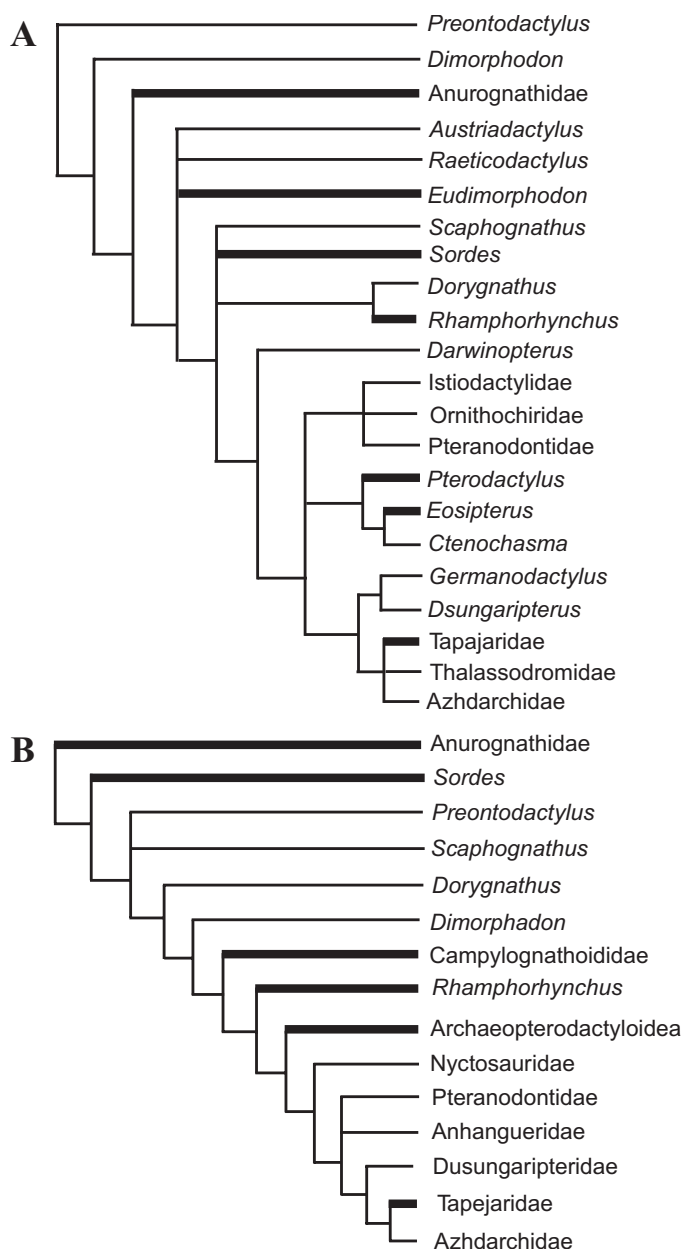 A
Preontodactylus
Dimorphodon
Anurognathidae
Austriadactylus
Raeticodactylus
Eudimorphodon
Scaphognathus
Sordes
Dorygnathus
Rhamphorhynchus
Darwinopterus
Istiodactylidae
Ornithochiridae
Pteranodontidae
Pterodactylus
Eosipterus
Ctenochasma
Germanodactylus
Dsungaripterus
Tapajaridae
Thalassodromidae
Azhdarchidae
B
Anurognathidae
Sordes
Preontodactylus
Scaphognathus
Dorygnathus
Dimorphadon
Campylognathoididae
Rhamphorhynchus
Archaeopterodactyloidea
Nyctosauridae
Pteranodontidae
Anhangueridae
Dusungaripteridae
Tapejaridae
Azhdarchidae